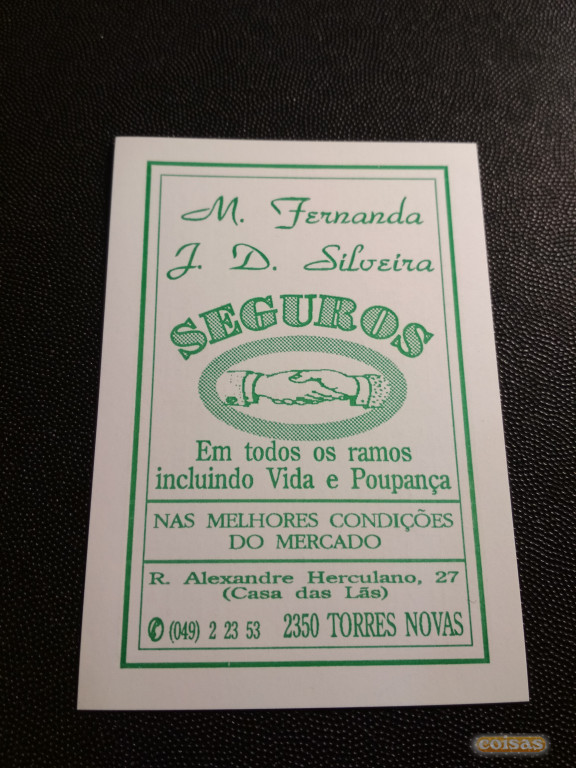 M. Fernanda
J. D. Silveira
SEGUROS
Em todos os ramos
incluindo Vida e Poupança
NAS MELHORES CONDIÇÕES
DO MERCADO
R. Alexandre Herculano, 27
(Casa das Lãs)
✆ (049) 2 23 53 2350 TORRES NOVAS
coisas